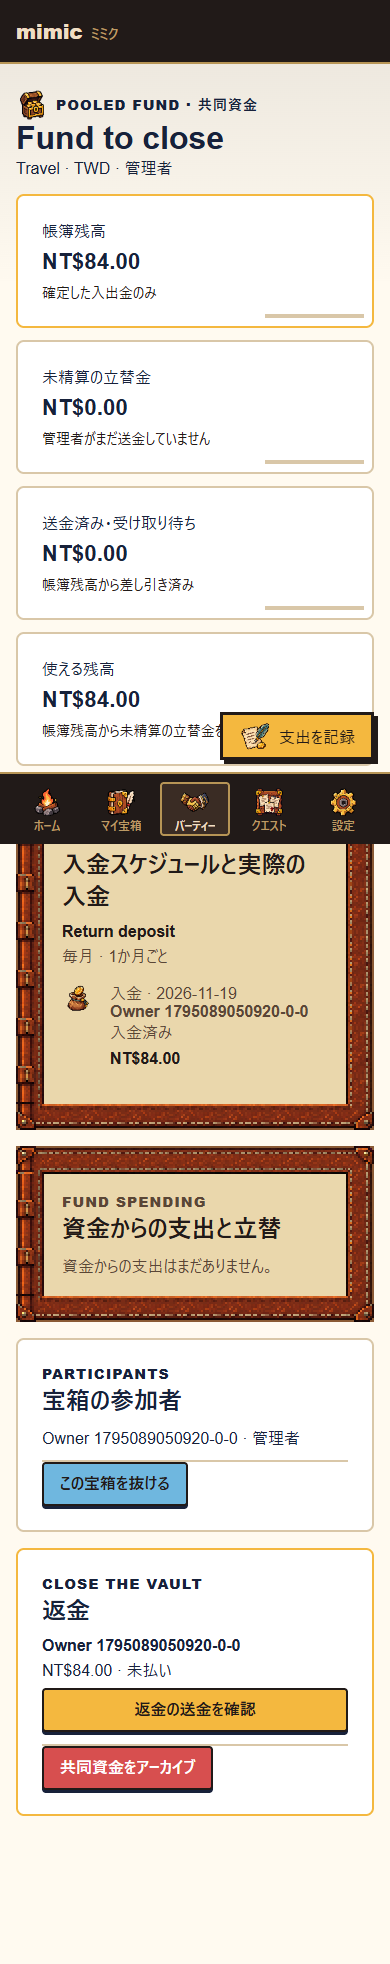 mimic ミミク
POOLED FUND · 共同資金
Fund to close
Travel · TWD · 管理者
帳簿残高
NT$84.00
確定した入出金のみ
未精算の立替金
NT$0.00
管理者がまだ送金していません
送金済み・受け取り待ち
NT$0.00
帳簿残高から差し引き済み
使える残高
NT$84.00
帳簿残高から未精算の立替金を
支出を記録
ホーム
マイ宝箱
パーティー
クエスト
設定
入金スケジュールと実際の
入金
Return deposit
毎月 · 1か月ごと
入金 · 2026-11-19
Owner 1795089050920-0-0
入金済み
NT$84.00
FUND SPENDING
資金からの支出と立替
資金からの支出はまだありません。
PARTICIPANTS
宝箱の参加者
Owner 1795089050920-0-0 · 管理者
この宝箱を抜ける
CLOSE THE VAULT
返金
Owner 1795089050920-0-0
NT$84.00 · 未払い
返金の送金を確認
共同資金をアーカイブ